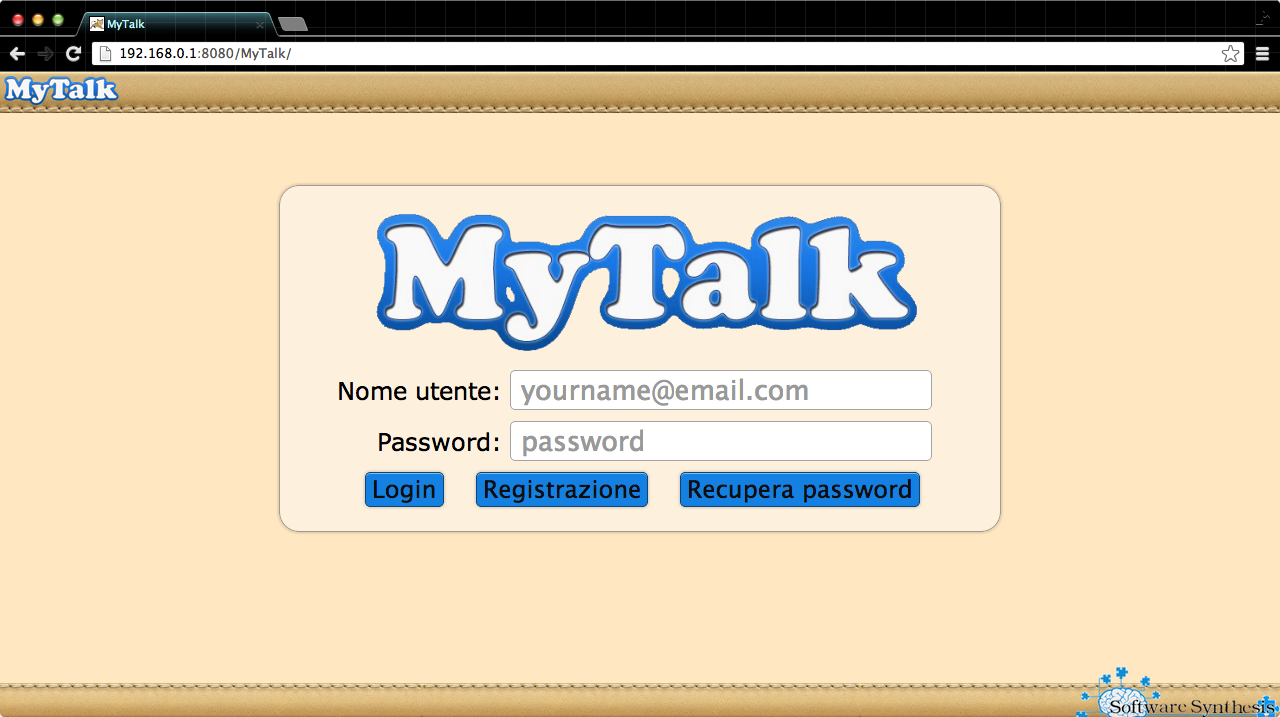 MyTalk
192.168.0.1:8080/MyTalk/
MyTalk
MyTalk
Nome utente: yourname@email.com
Password: password
Login Registrazione Recupera password
Software Synthesis